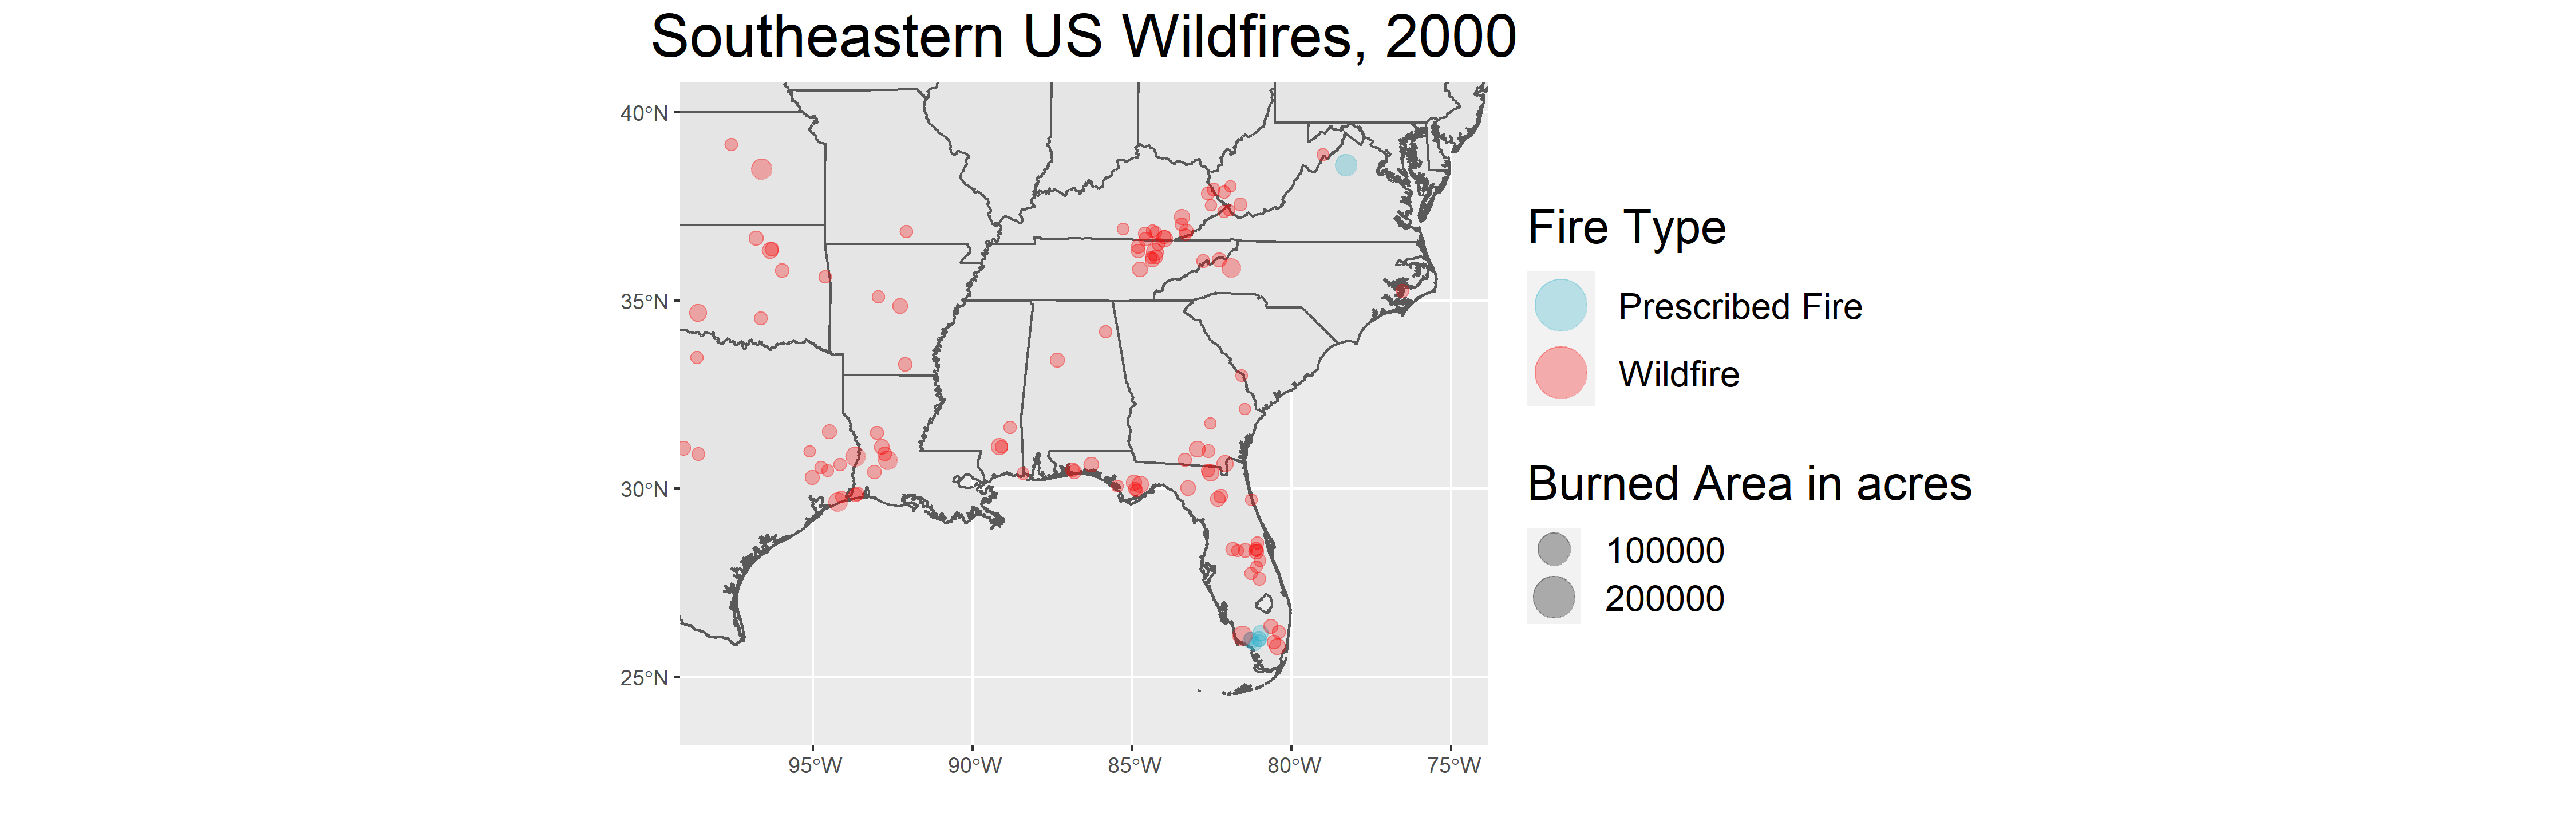 Southeastern US Wildfires, 2000
40°N
35°N
30°N
25°N
95°W
90°W
85°W
80°W
75°W
Fire Type
Prescribed Fire
Wildfire
Burned Area in acres
100000
200000